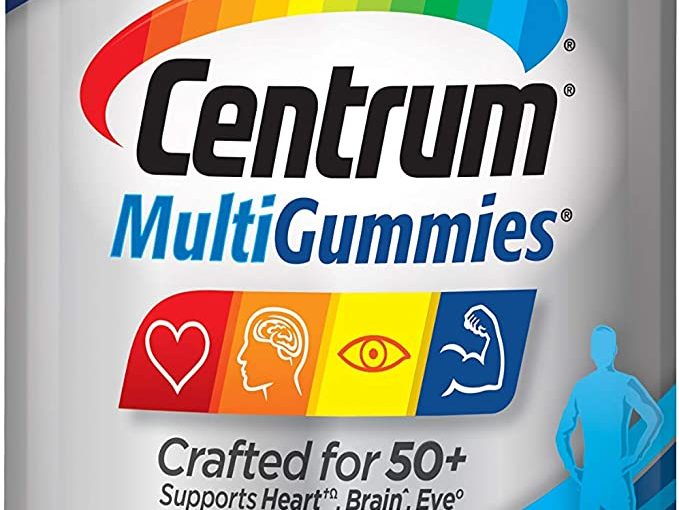 Centrum®
MultiGummies®
Crafted for 50+
Supports Heart†Ω, Brain^, Eye°